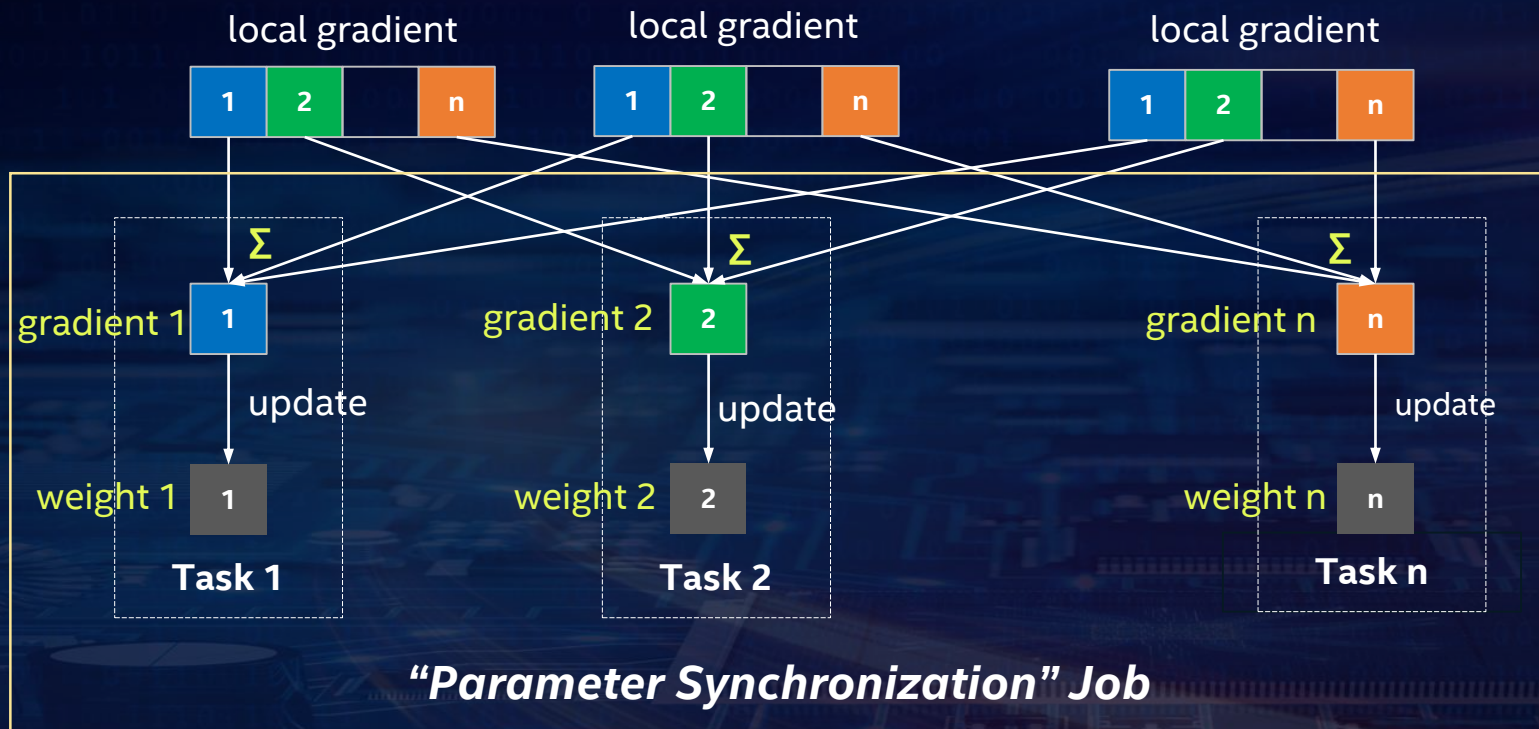 local gradient
local gradient
local gradient
1 2 n
1 2 n
1 2 n
Σ
Σ
Σ
gradient 1 1
gradient 2 2
gradient n n
update
update
update
weight 1 1
weight 2 2
weight n n
Task 1
Task 2
Task n
“Parameter Synchronization” Job